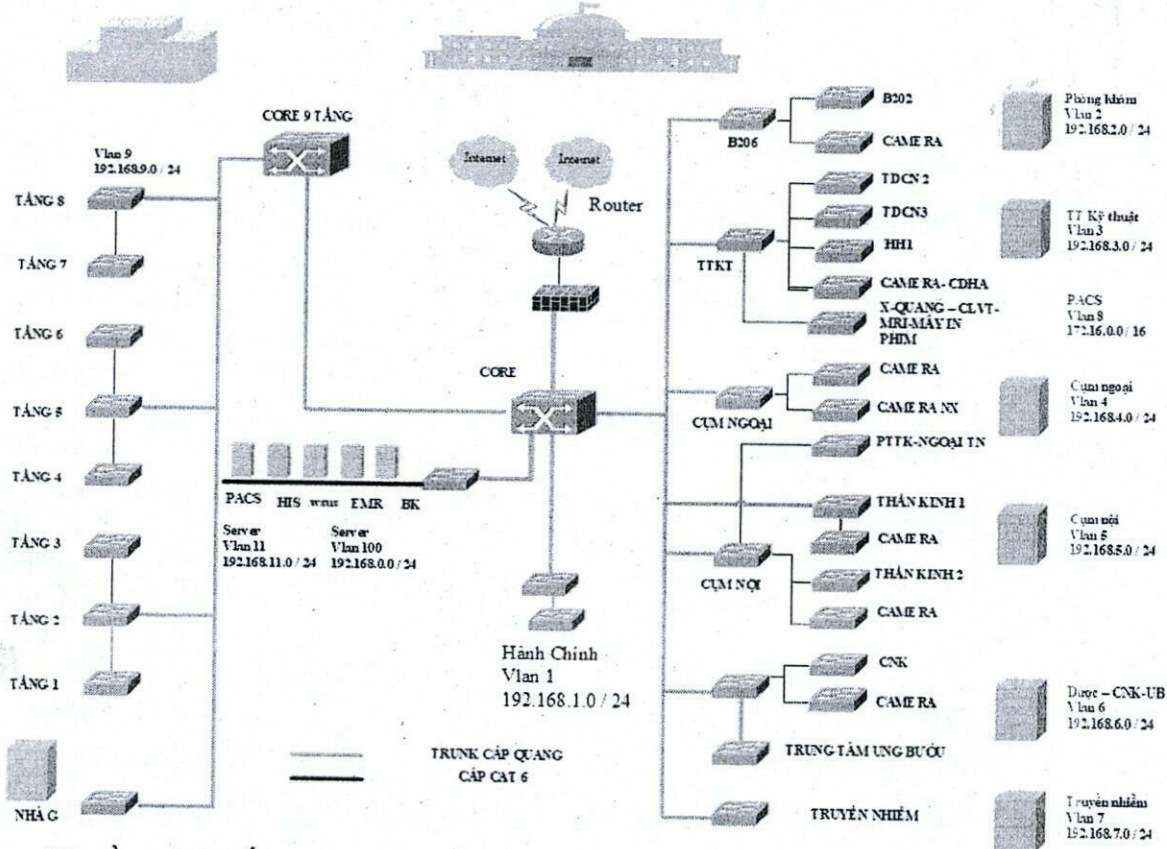 CORE 9 TẦNG
Vlan 9
192.168.9.0 / 24
TẦNG 8
TẦNG 7
TẦNG 6
TẦNG 5
TẦNG 4
TẦNG 3
TẦNG 2
TẦNG 1
NHÀ G
Internet
Internet
Router
CORE
PACS
HIS
EMR
BK
Server
Vlan 11
192.168.11.0 / 24
Server
Vlan 100
192.168.0.0 / 24
Hành Chính
Vlan 1
192.168.1.0 / 24
TRUNK CÁP QUANG
CÁP CAT 6
B206
B202
CAMERA
TTKT
TDCN 2
TDCN3
HH1
CAMERA- CDHA
X-QUANG – CLVT-
MRI-MÁY IN
PHIM
CỤM NGOẠI
CAMERA
CAMERA NX
PTTK-NGOẠI TN
THẦN KINH 1
CAMERA
CỤM NỘI
THẦN KINH 2
CAMERA
CNK
CAMERA
TRUNG TÂM UNG BƯỚU
TRUYỀN NHIỄM
Phòng khám
Vlan 2
192.168.2.0 / 24
TT Kỹ thuật
Vlan 3
192.168.3.0 / 24
PACS
Vlan 8
172.16.0.0 / 16
Cụm ngoại
Vlan 4
192.168.4.0 / 24
Cụm nội
Vlan 5
192.168.5.0 / 24
Dược – CNK-UB
Vlan 6
192.168.6.0 / 24
Truyền nhiễm
Vlan 7
192.168.7.0 / 24